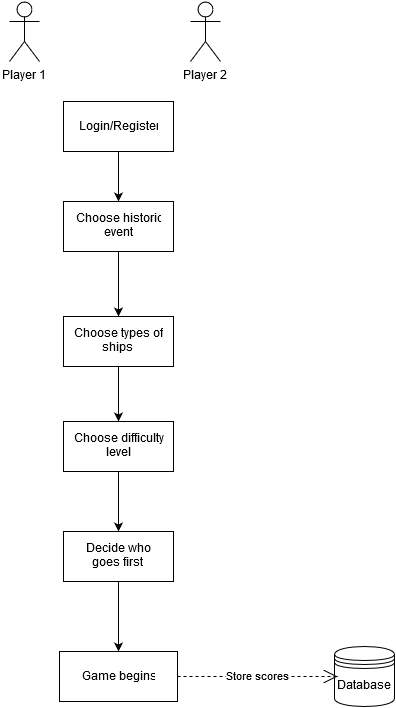 Player 1
Player 2
Login/Register
Choose historic
event
Choose types of
ships
Choose difficulty
level
Decide who
goes first
Game begins
Store scores
Database